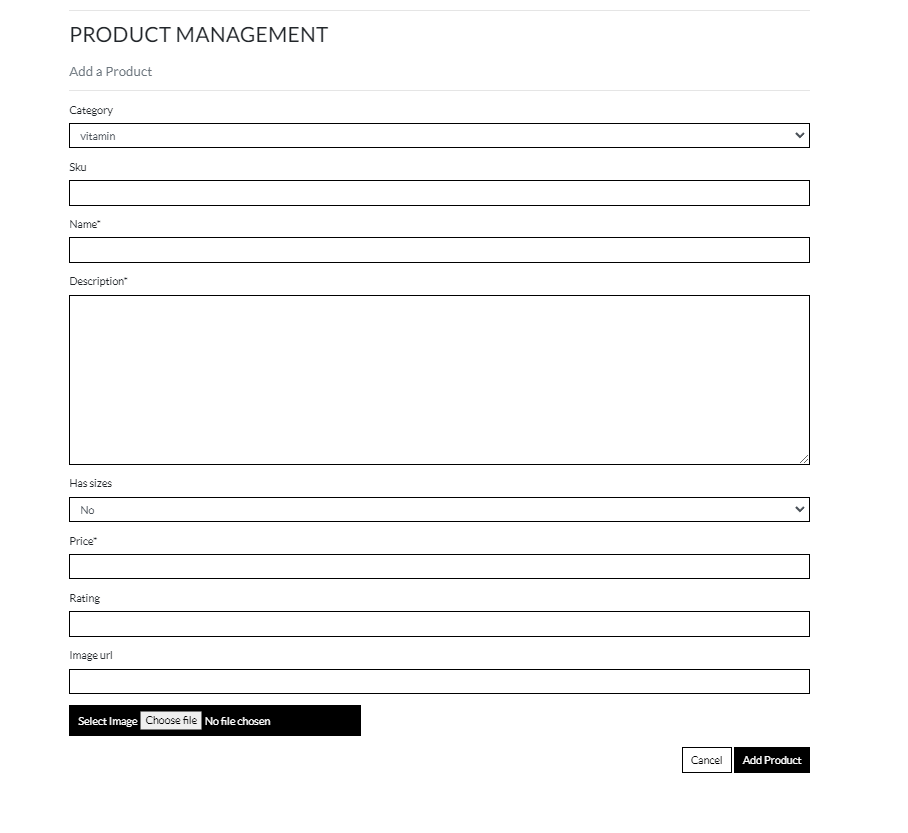 PRODUCT MANAGEMENT
Add a Product
Category
vitamin
Sku
Name*
Description*
Has sizes
No
Price*
Rating
Image url
Select Image Choose file No file chosen
Cancel Add Product